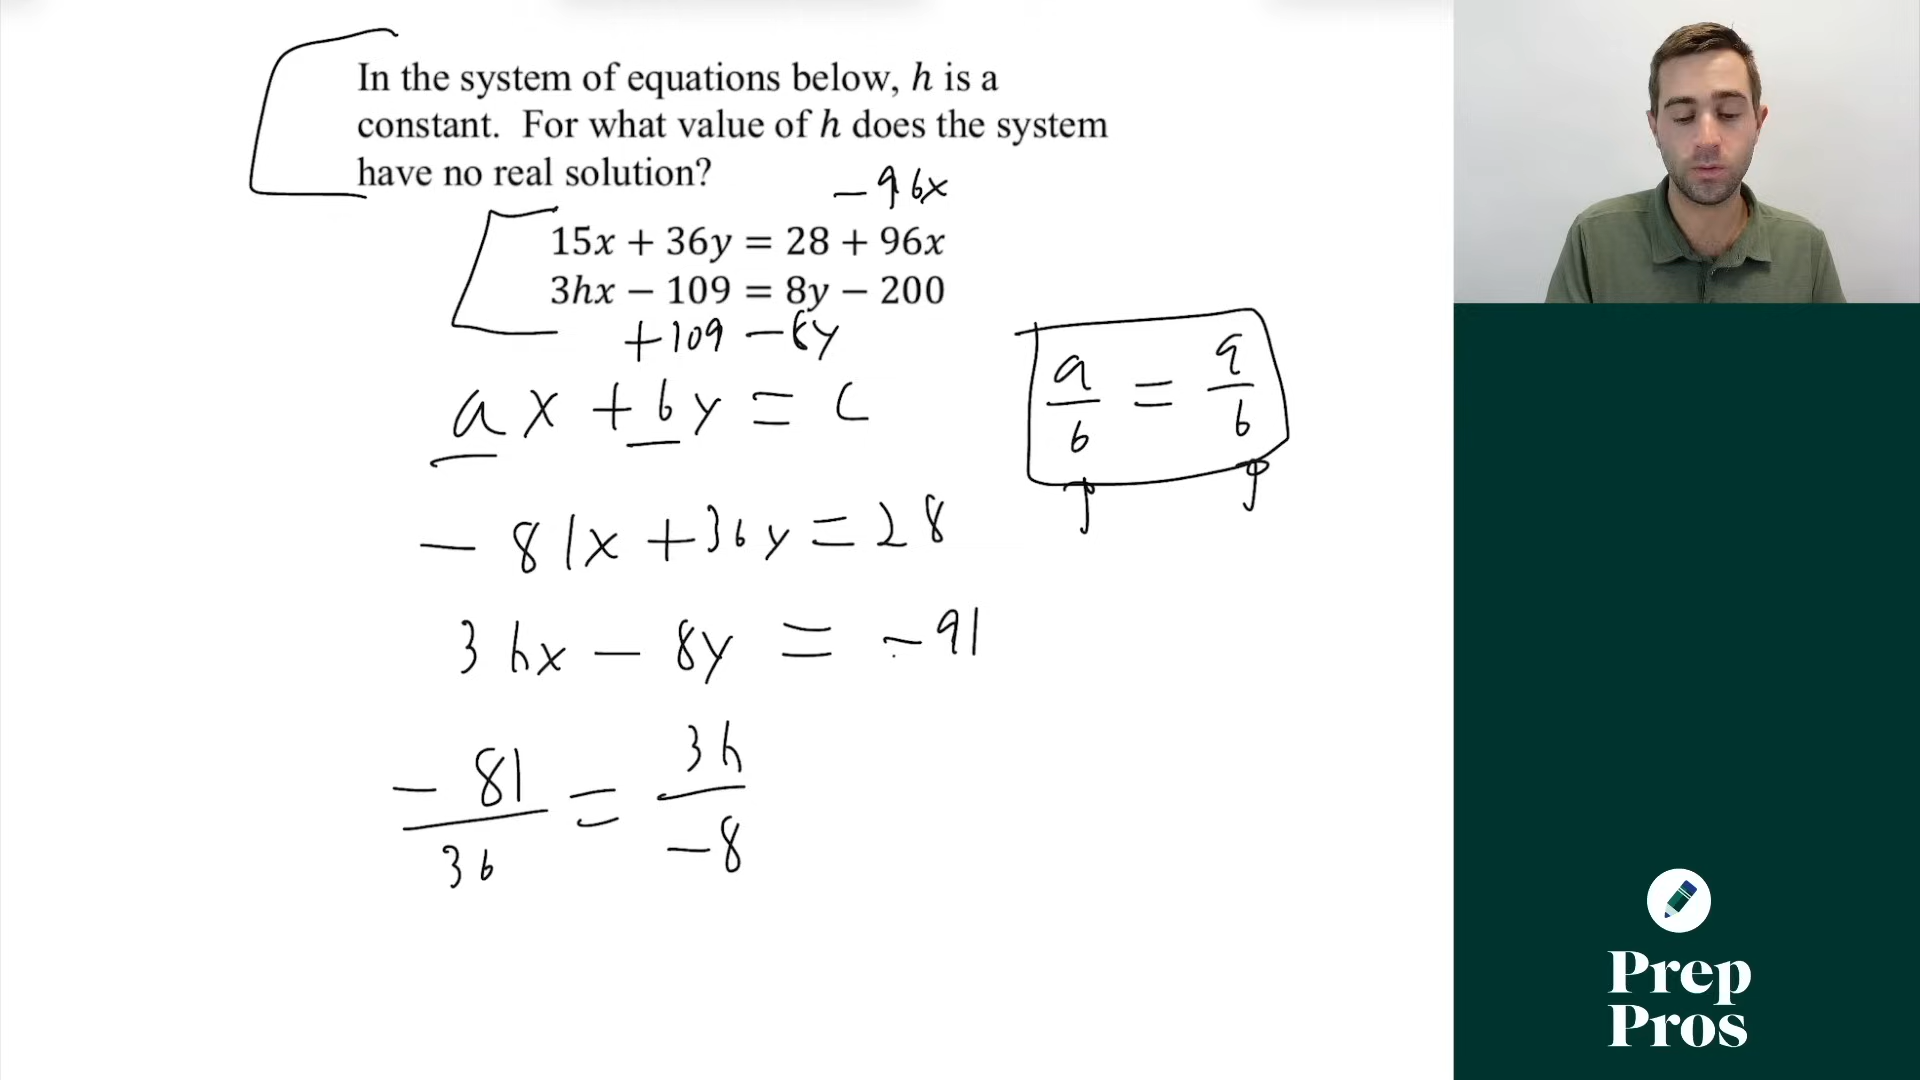 In the system of equations below, h is a
constant. For what value of h does the system
have no real solution?
- 96x
15x + 36y = 28 + 96x
3hx − 109 = 8y − 200
+109 -8y
ax + by = c
a/b = a/b
- 81x + 36y = 28
3hx - 8y = -91
-81/36 = 3h/-8
Prep
Pros